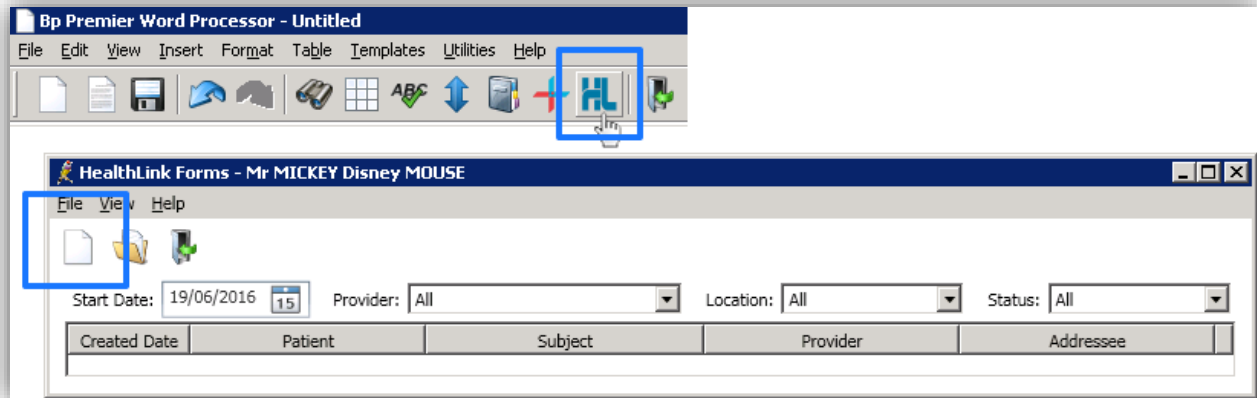 Bp Premier Word Processor - Untitled
File Edit View Insert Format Table Templates Utilities Help
ABC HL
HealthLink Forms - Mr MICKEY Disney MOUSE
File View Help
Start Date: 19/06/2016 15 Provider: All Location: All Status: All
Created Date Patient Subject Provider Addressee